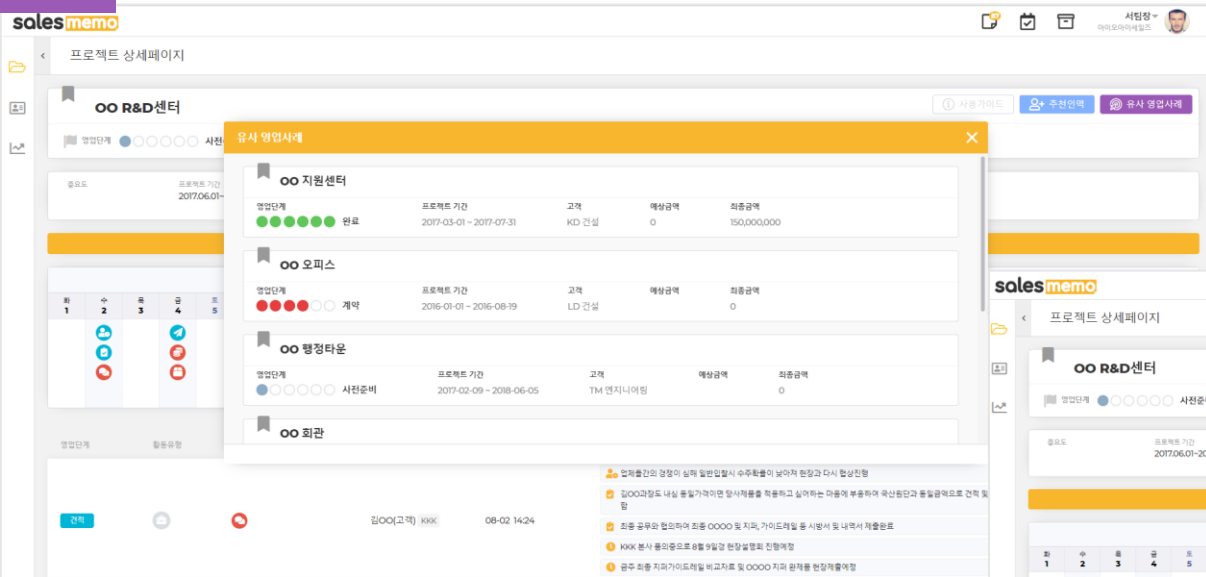 salesmemo
서팀장
아이오아이세일즈
프로젝트 상세페이지
OO R&D센터
사용가이드
추천인맥
유사 영업사례
영업단계
사전
중요도
프로젝트 기간
2017.06.01~
유사 영업사례
OO 지원센터
영업단계 프로젝트 기간 고객 예상금액 최종금액
완료 2017-03-01 ~ 2017-07-31 KD 건설 0 150,000,000
OO 오피스
영업단계 프로젝트 기간 고객 예상금액 최종금액
계약 2016-01-01 ~ 2016-08-19 LD 건설 0
OO 행정타운
영업단계 프로젝트 기간 고객 예상금액 최종금액
사전준비 2017-02-09 ~ 2018-06-05 TM 엔지니어링 0
OO 회관
화 수 목 금 토
1 2 3 4 5
영업단계 활동유형
견적
김OO(고객) KKK 08-02 14:24
업체들간의 경쟁이 심해 일반입찰시 수주확률이 낮아져 현장과 다시 협상진행
김OO과장도 내심 동일가격이면 당사제품을 적용하고 싶어하는 마음에 부응하여 국산원단과 동일금액으로 견적 및
함
최종 공무와 협의하여 최종 OOOO 및 지퍼, 가이드레일 등 시방서 및 내역서 제출완료
KKK 본사 품의중으로 8월 9일경 현장설명회 진행예정
금주 최종 지퍼가이드레일 비교자료 및 OOOO 지퍼 완제품 현장제출예정
salesmemo
프로젝트 상세페이지
OO R&D센터
영업단계
사전준비
중요도
프로젝트 기간
2017.06.01~20
화 수 목 금 토
1 2 3 4 5